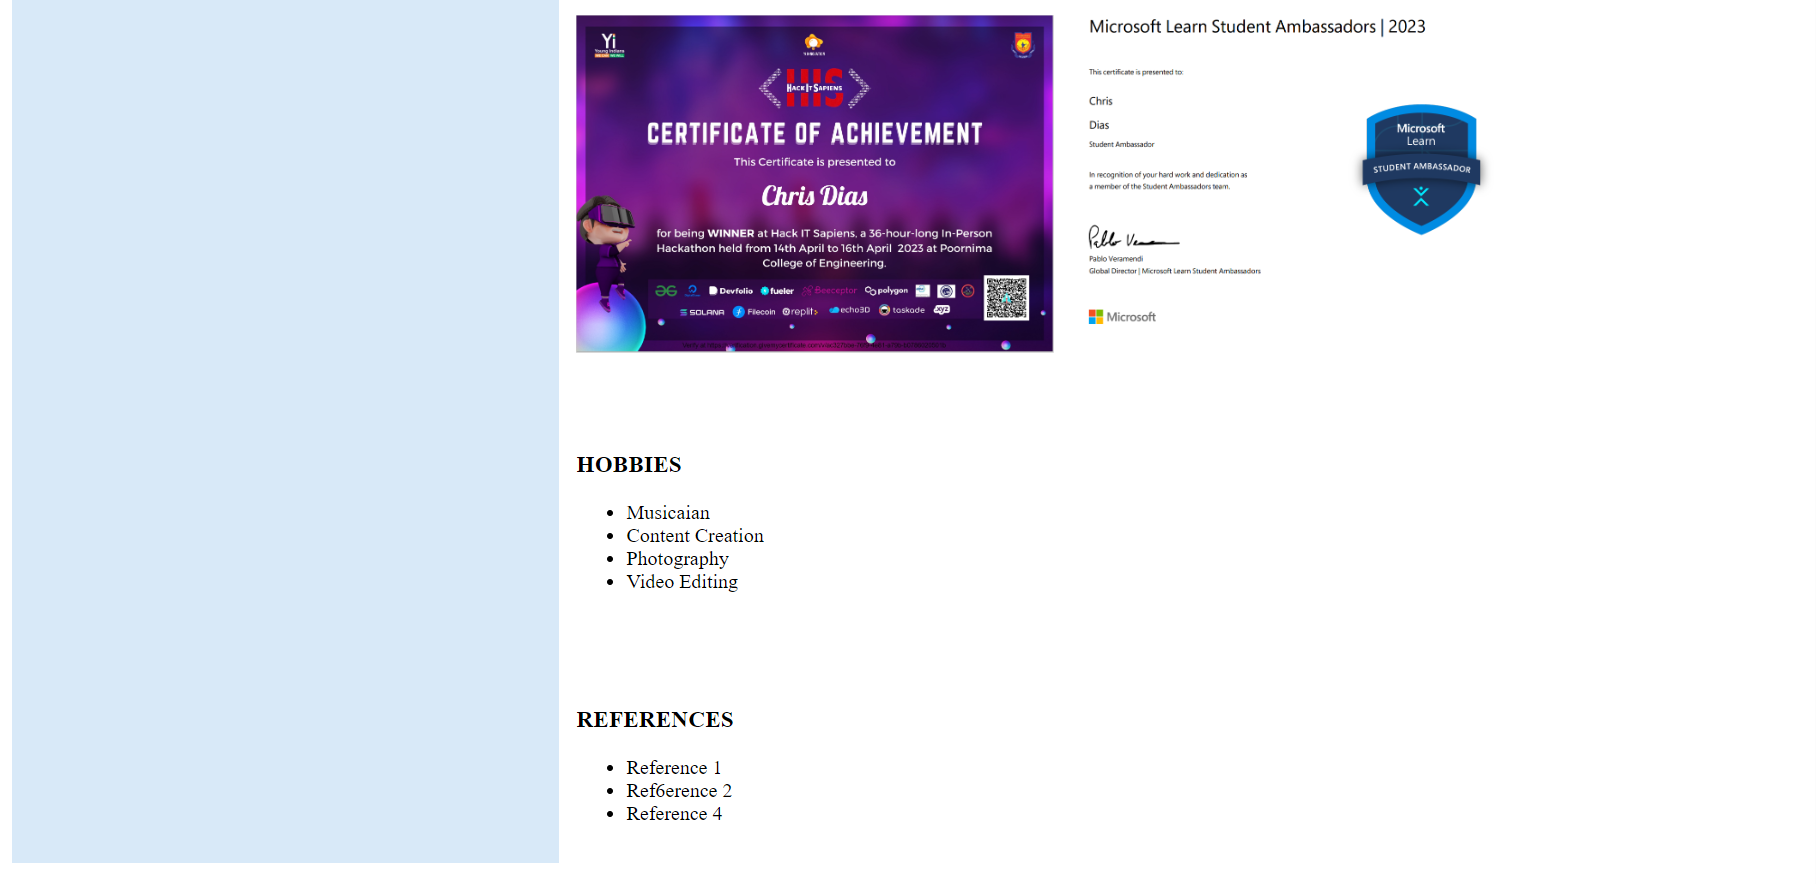 Yi
Young Indians
HIS
HACK IT SAPIENS
CERTIFICATE OF ACHIEVEMENT
This Certificate is presented to
Chris Dias
for being WINNER at Hack IT Sapiens, a 36-hour-long In-Person
Hackathon held from 14th April to 16th April 2023 at Poornima
College of Engineering.
Devfolio fueler Beeceptor polygon
SOLANA Filecoin replit echo3D taskade .xyz
Microsoft Learn Student Ambassadors | 2023
This certificate is presented to:
Chris
Dias
Student Ambassador
In recognition of your hard work and dedication as
a member of the Student Ambassadors team.
Pablo Veramendi
Global Director | Microsoft Learn Student Ambassadors
Microsoft
Microsoft
Learn
STUDENT AMBASSADOR
HOBBIES
Musicaian
Content Creation
Photography
Video Editing
REFERENCES
Reference 1
Ref6erence 2
Reference 4